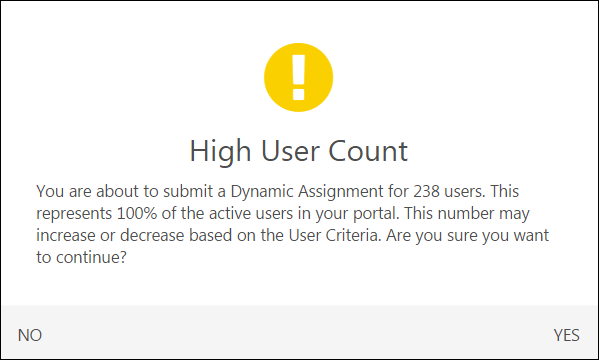 High User Count
You are about to submit a Dynamic Assignment for 238 users. This
represents 100% of the active users in your portal. This number may
increase or decrease based on the User Criteria. Are you sure you want
to continue?
NO
YES